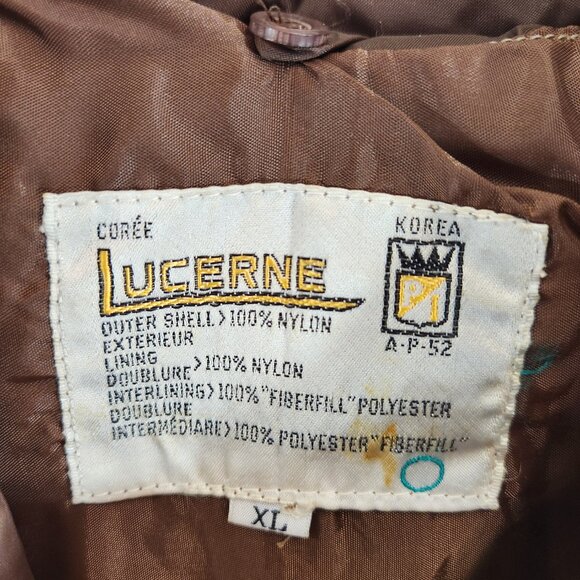 CORÉE KOREA
LUCERNE
P I
A-P-52
OUTER SHELL>100% NYLON
EXTERIEUR
LINING
DOUBLURE>100% NYLON
INTERLINING>100%"FIBERFILL"POLYESTER
DOUBLURE
INTERMÉDIARE>100% POLYESTER"FIBERFILL"
XL